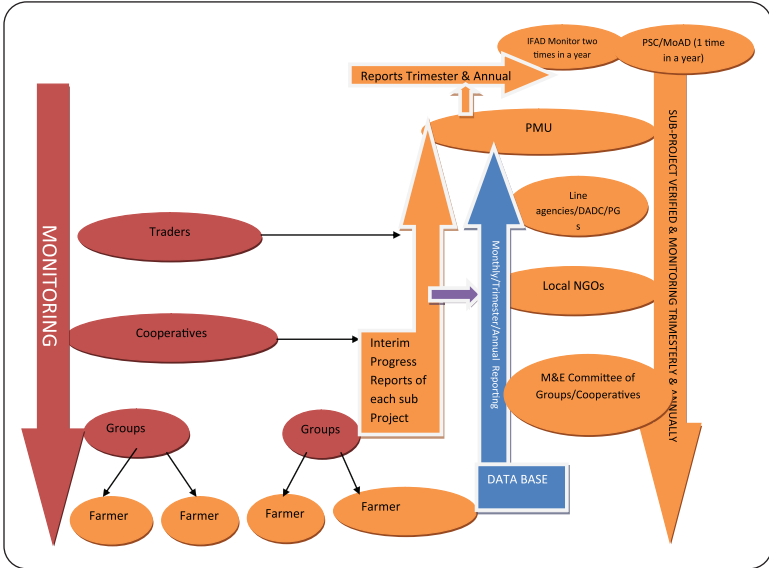 IFAD Monitor two
times in a year
PSC/MoAD (1 time
in a year)
Reports Trimester & Annual
PMU
Line
agencies/DADC/PG
s
Traders
Local NGOs
Cooperatives
Interim
Progress
Reports of
each sub
Project
M&E Committee of
Groups/Cooperatives
Groups
Groups
DATA BASE
Farmer
Farmer
Farmer
Farmer
MONITORING
Monthly/Trimester/Annual Reporting
SUB-PROJECT VERIFIED & MONITORING TRIMESTERLY & ANNUALLY